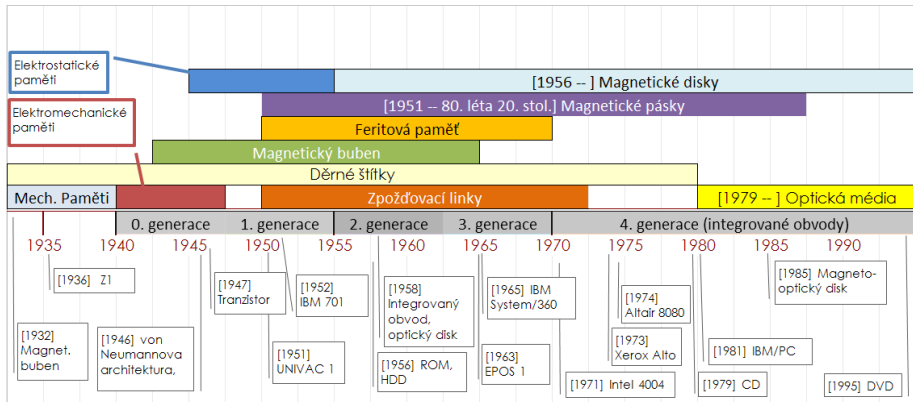 Elektrostatické
paměti
[1956 -- ] Magnetické disky
[1951 -- 80. léta 20. stol.] Magnetické pásky
Elektromechanické
paměti
Feritová paměť
Magnetický buben
Děrné štítky
Mech. Paměti
Zpožďovací linky
[1979 -- ] Optická média
0. generace
1. generace
2. generace
3. generace
4. generace (integrované obvody)
1935
1940
1945
1950
1955
1960
1965
1970
1974
1980
1985
1990
[1936] Z1
[1947]
Tranzistor
[1952]
IBM 701
[1958]
Integrovaný
obvod,
optický disk
[1965] IBM
System/360
[1974]
Altair 8080
[1985] Magneto-
optický disk
[1932]
Magnet.
buben
[1946] von
Neumannova
architektura,
[1951]
UNIVAC 1
[1956] ROM,
HDD
[1963]
EPOS 1
[1973]
Xerox Alto
[1981] IBM/PC
[1971] Intel 4004
[1979] CD
[1995] DVD